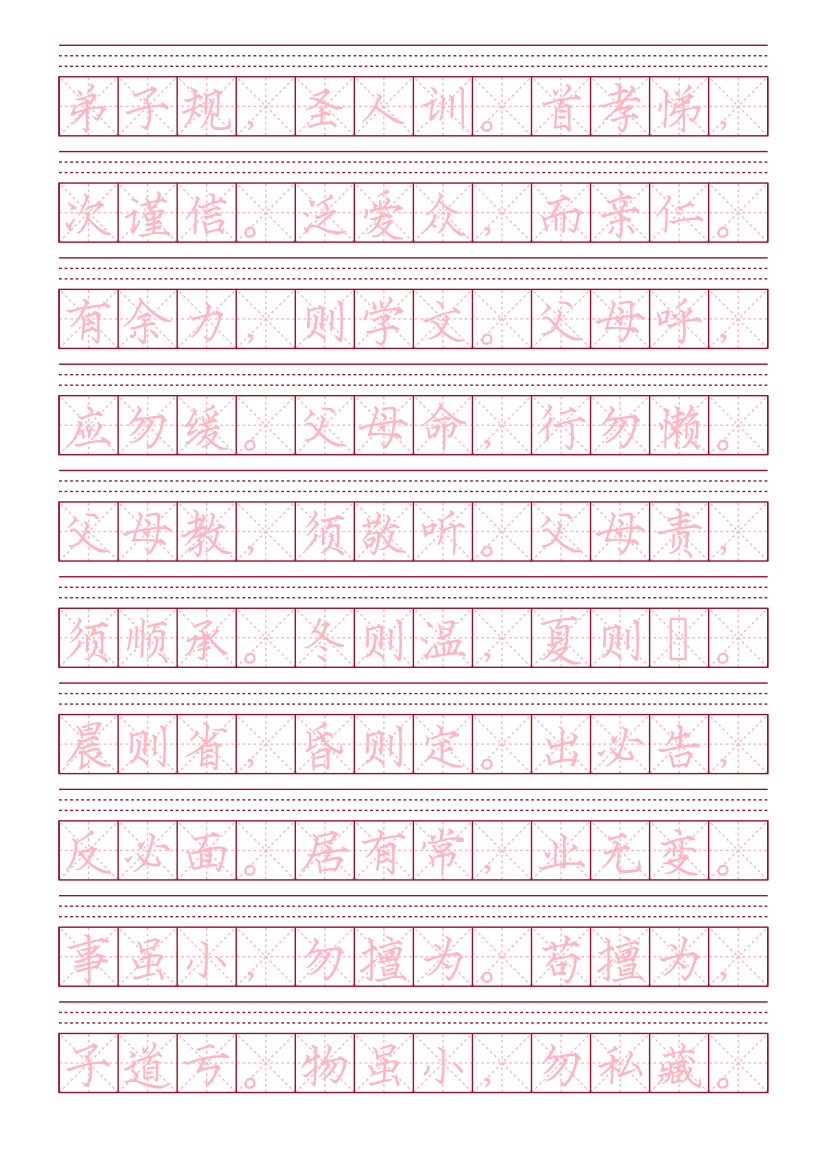 弟子规，圣人训。首孝悌，
次谨信。泛爱众，而亲仁。
有余力，则学文。父母呼，
应勿缓。父母命，行勿懒。
父母教，须敬听。父母责，
须顺承。冬则温，夏则。
晨则省，昏则定。出必告，
反必面。居有常，业无变。
事虽小，勿擅为。苟擅为，
子道亏。物虽小，勿私藏。